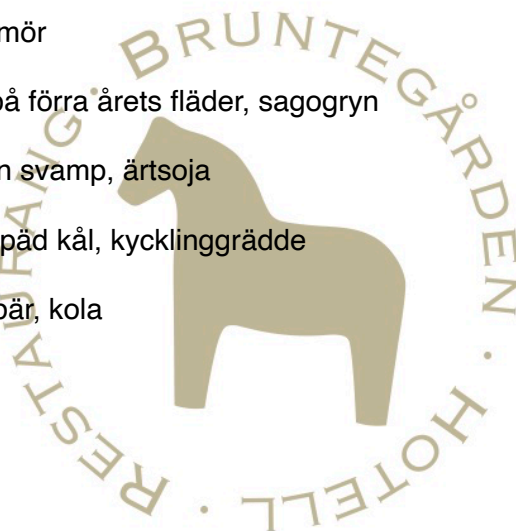 mör
på förra årets fläder, sagogryn
n svamp, ärtsoja
päd kål, kycklinggrädde
bär, kola
RESTAURANG · BRUNTEGÅRDEN · HOTELL ·